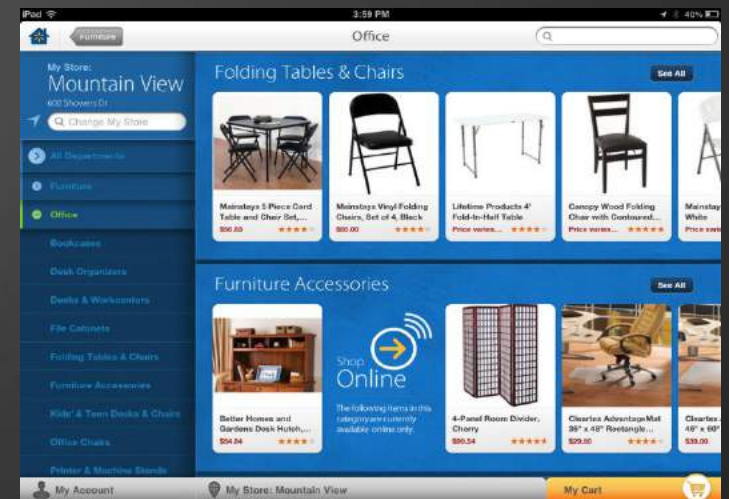 iPad
3:59 PM
40%
Furniture
Office
My Store:
Mountain View
600 Showers Dr
Change My Store
All Departments
Furniture
Office
Bookcases
Desk Organizers
Desks & Workcenters
File Cabinets
Folding Tables & Chairs
Furniture Accessories
Kids' & Teen Desks & Chairs
Office Chairs
Printer & Machine Stands
Folding Tables & Chairs
See All
Mainstays 5 Piece Card
Table and Chair Set,...
Mainstays Vinyl Folding
Chairs, Set of 4, Black
Lifetime Products 4'
Fold-In-Half Table
Price varies...
Canopy Wood Folding
Chair with Contoured...
Price varies...
Mainstay
White
Price vari
Furniture Accessories
See All
Better Homes and
Gardens Desk Hutch,...
$54.84
Shop
Online
The following items in this
category are currently
available online only.
4-Panel Room Divider,
Cherry
$90.54
Cleartex AdvantageMat
36" x 48" Rectangle...
$29.00
Cleartex
48" x 60"
$39.00
My Account
My Store: Mountain View
My Cart